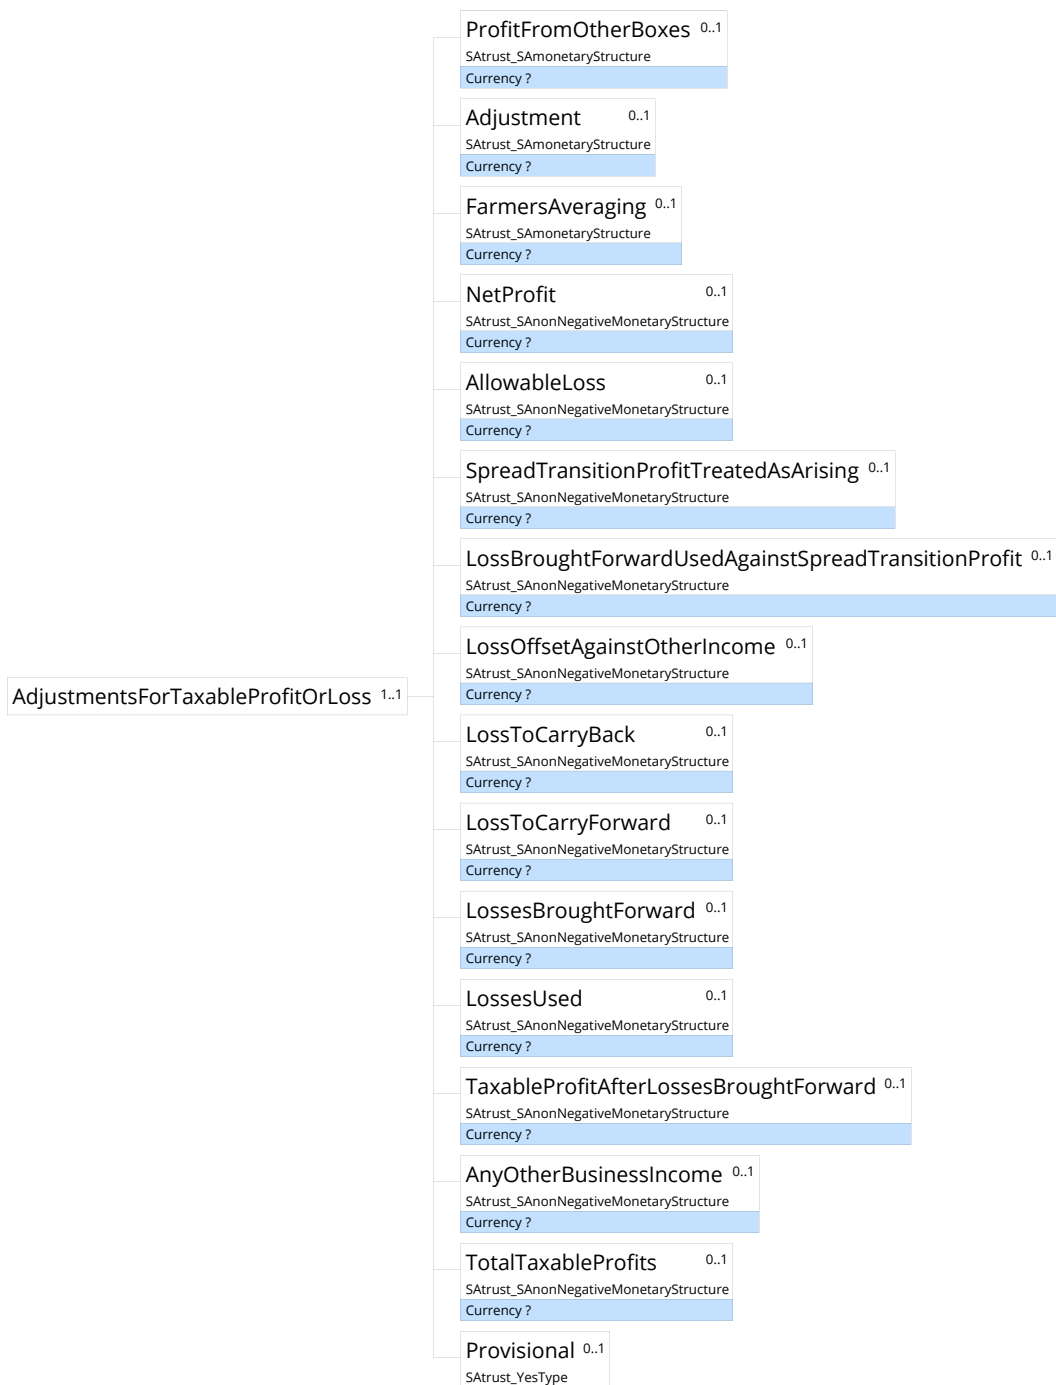 ProfitFromOtherBoxes 0..1
SAtrust_SAmonetaryStructure
Currency ?
Adjustment 0..1
SAtrust_SAmonetaryStructure
Currency ?
FarmersAveraging 0..1
SAtrust_SAmonetaryStructure
Currency ?
NetProfit 0..1
SAtrust_SAnonNegativeMonetaryStructure
Currency ?
AllowableLoss 0..1
SAtrust_SAnonNegativeMonetaryStructure
Currency ?
SpreadTransitionProfitTreatedAsArising 0..1
SAtrust_SAnonNegativeMonetaryStructure
Currency ?
LossBroughtForwardUsedAgainstSpreadTransitionProfit 0..1
SAtrust_SAnonNegativeMonetaryStructure
Currency ?
LossOffsetAgainstOtherIncome 0..1
SAtrust_SAnonNegativeMonetaryStructure
Currency ?
AdjustmentsForTaxableProfitOrLoss 1..1
LossToCarryBack 0..1
SAtrust_SAnonNegativeMonetaryStructure
Currency ?
LossToCarryForward 0..1
SAtrust_SAnonNegativeMonetaryStructure
Currency ?
LossesBroughtForward 0..1
SAtrust_SAnonNegativeMonetaryStructure
Currency ?
LossesUsed 0..1
SAtrust_SAnonNegativeMonetaryStructure
Currency ?
TaxableProfitAfterLossesBroughtForward 0..1
SAtrust_SAnonNegativeMonetaryStructure
Currency ?
AnyOtherBusinessIncome 0..1
SAtrust_SAnonNegativeMonetaryStructure
Currency ?
TotalTaxableProfits 0..1
SAtrust_SAnonNegativeMonetaryStructure
Currency ?
Provisional 0..1
SAtrust_YesType